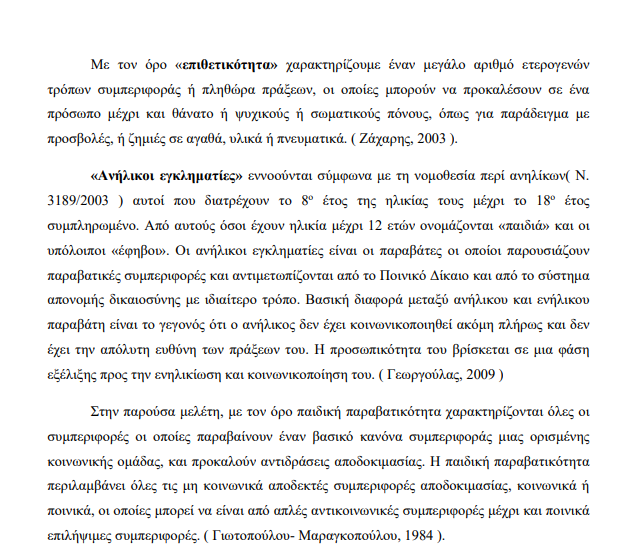 Με τον όρο «επιθετικότητα» χαρακτηρίζουμε έναν μεγάλο αριθμό ετερογενών
τρόπων συμπεριφοράς ή πληθώρα πράξεων, οι οποίες μπορούν να προκαλέσουν σε ένα
πρόσωπο μέχρι και θάνατο ή ψυχικούς ή σωματικούς πόνους, όπως για παράδειγμα με
προσβολές, ή ζημιές σε αγαθά, υλικά ή πνευματικά. ( Ζάχαρης, 2003 ).
«Ανήλικοι εγκληματίες» εννοούνται σύμφωνα με τη νομοθεσία περί ανηλίκων( Ν.
3189/2003 ) αυτοί που διατρέχουν το 8ο έτος της ηλικίας τους μέχρι το 18ο έτος
συμπληρωμένο. Από αυτούς όσοι έχουν ηλικία μέχρι 12 ετών ονομάζονται «παιδιά» και οι
υπόλοιποι «έφηβοι». Οι ανήλικοι εγκληματίες είναι οι παραβάτες οι οποίοι παρουσιάζουν
παραβατικές συμπεριφορές και αντιμετωπίζονται από το Ποινικό Δίκαιο και από το σύστημα
απονομής δικαιοσύνης με ιδιαίτερο τρόπο. Βασική διαφορά μεταξύ ανήλικου και ενήλικου
παραβάτη είναι το γεγονός ότι ο ανήλικος δεν έχει κοινωνικοποιηθεί ακόμη πλήρως και δεν
έχει την απόλυτη ευθύνη των πράξεων του. Η προσωπικότητα του βρίσκεται σε μια φάση
εξέλιξης προς την ενηλικίωση και κοινωνικοποίηση του. ( Γεωργούλας, 2009 )
Στην παρούσα μελέτη, με τον όρο παιδική παραβατικότητα χαρακτηρίζονται όλες οι
συμπεριφορές οι οποίες παραβαίνουν έναν βασικό κανόνα συμπεριφοράς μιας ορισμένης
κοινωνικής ομάδας, και προκαλούν αντιδράσεις αποδοκιμασίας. Η παιδική παραβατικότητα
περιλαμβάνει όλες τις μη κοινωνικά αποδεκτές συμπεριφορές αποδοκιμασίας, κοινωνικά ή
ποινικά, οι οποίες μπορεί να είναι από απλές αντικοινωνικές συμπεριφορές μέχρι και ποινικά
επιλήψιμες συμπεριφορές. ( Γιωτοπούλου- Μαραγκοπούλου, 1984 ).